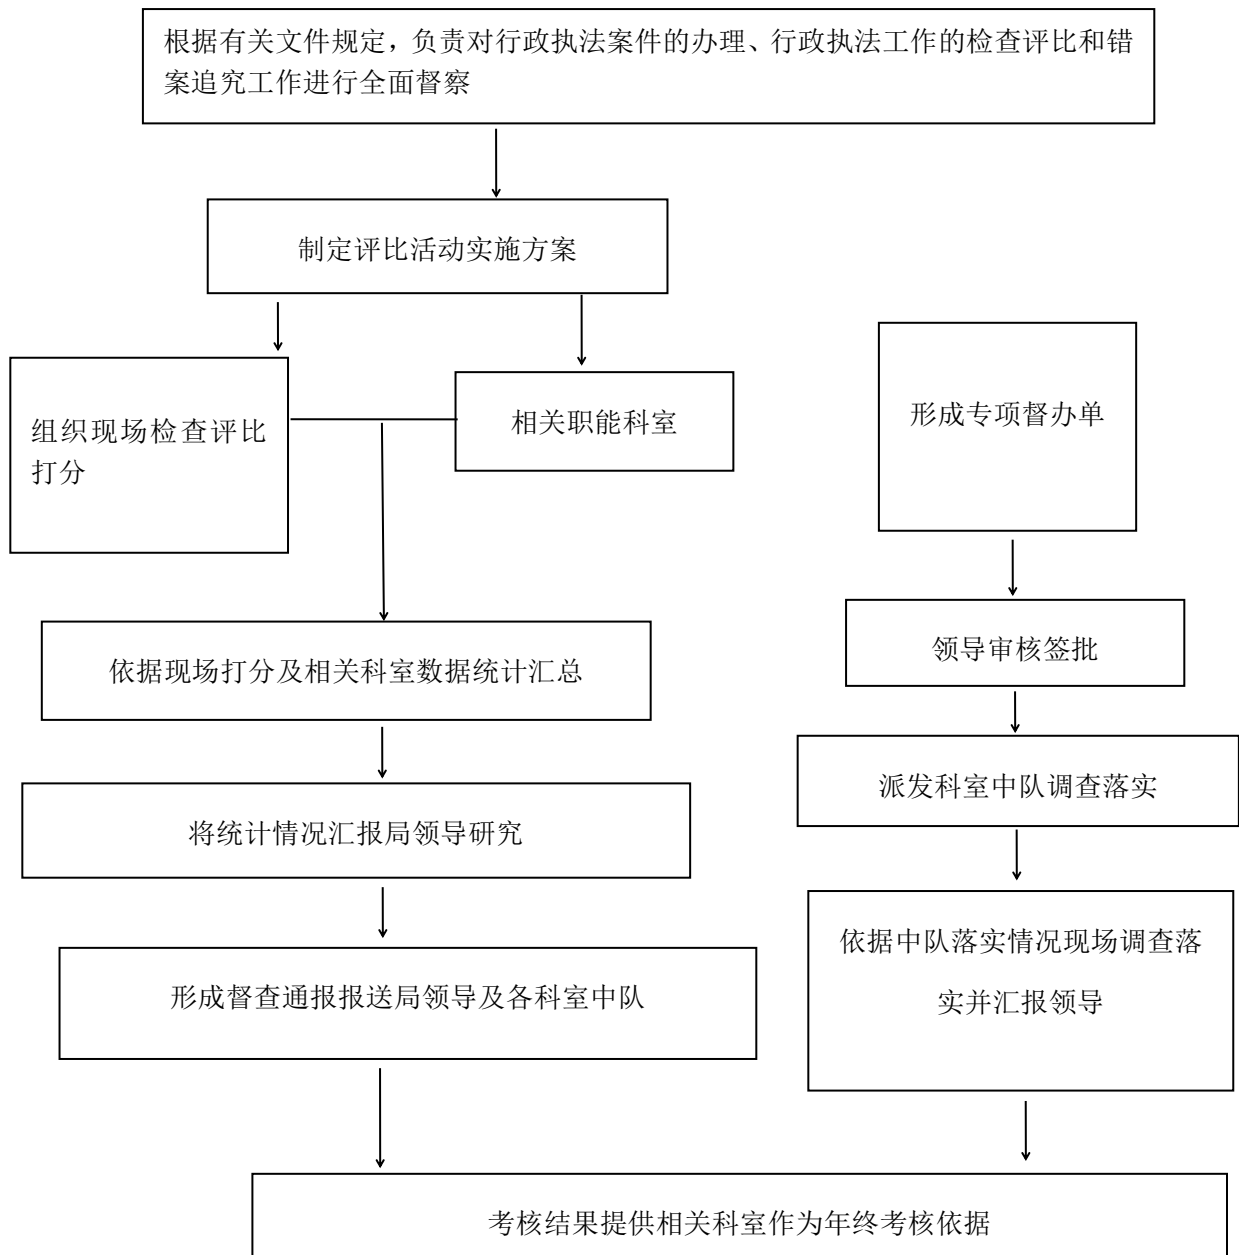 根据有关文件规定，负责对行政执法案件的办理、行政执法工作的检查评比和错
案追究工作进行全面督察
制定评比活动实施方案
组织现场检查评比
打分
相关职能科室
形成专项督办单
依据现场打分及相关科室数据统计汇总
领导审核签批
将统计情况汇报局领导研究
派发科室中队调查落实
形成督查通报报送局领导及各科室中队
依据中队落实情况现场调查落
实并汇报领导
考核结果提供相关科室作为年终考核依据